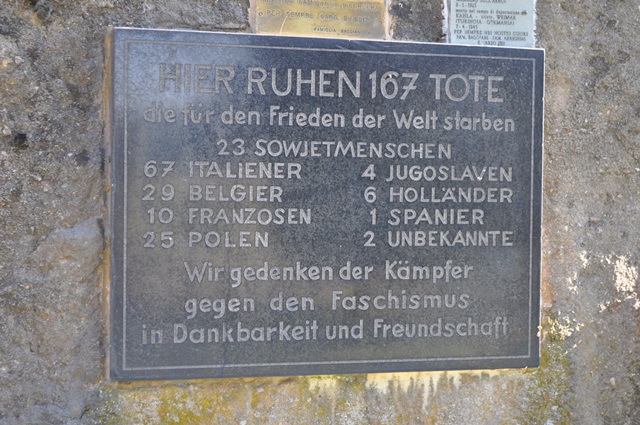 HIER RUHEN 167 TOTE
die für den Frieden der Welt starben
23 SOWJETMENSCHEN
67 ITALIENER 4 JUGOSLAVEN
29 BELGIER 6 HOLLÄNDER
10 FRANZOSEN 1 SPANIER
25 POLEN 2 UNBEKANNTE
Wir gedenken der Kämpfer
gegen den Faschismus
in Dankbarkeit und Freundschaft